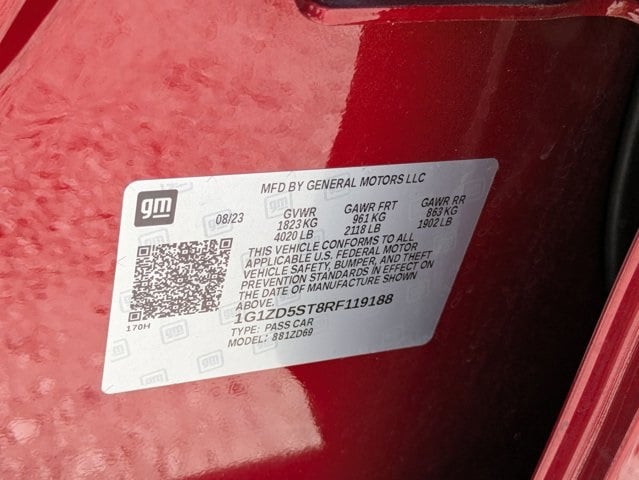 MFD BY GENERAL MOTORS LLC
gm
08/23 GVWR GAWR FRT GAWR RR
1823 KG 961 KG 863 KG
4020 LB 2118 LB 1902 LB
THIS VEHICLE CONFORMS TO ALL
APPLICABLE U.S. FEDERAL MOTOR
VEHICLE SAFETY, BUMPER, AND THEFT
PREVENTION STANDARDS IN EFFECT ON
THE DATE OF MANUFACTURE SHOWN
ABOVE.
170H
1G1ZD5ST8RF119188
TYPE: PASS CAR
MODEL: 881ZD69